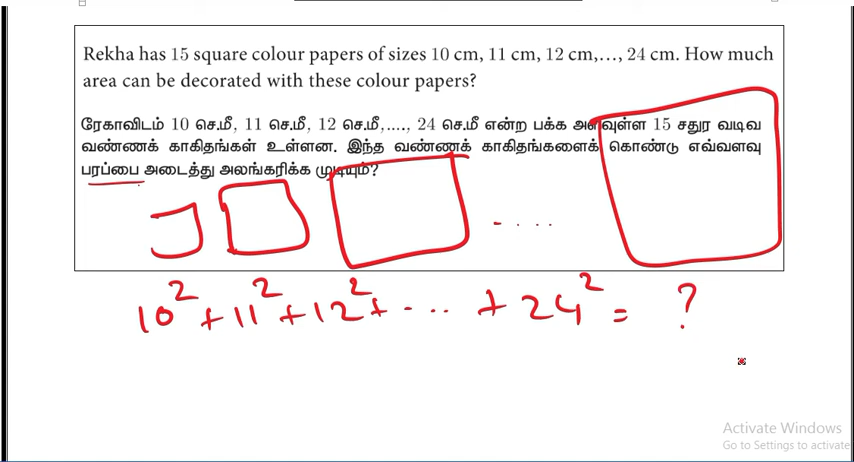 Rekha has 15 square colour papers of sizes 10 cm, 11 cm, 12 cm,…, 24 cm. How much
area can be decorated with these colour papers?
ரேகாவிடம் 10 செ.மீ, 11 செ.மீ, 12 செ.மீ,...., 24 செ.மீ என்ற பக்க அளவுள்ள 15 சதுர வடிவ
வண்ணக் காகிதங்கள் உள்ளன. இந்த வண்ணக் காகிதங்களைக் கொண்டு எவ்வளவு
பரப்பை அடைத்து அலங்கரிக்க முடியும்?
10² + 11² + 12² + ... + 24² = ?
Activate Windows
Go to Settings to activate